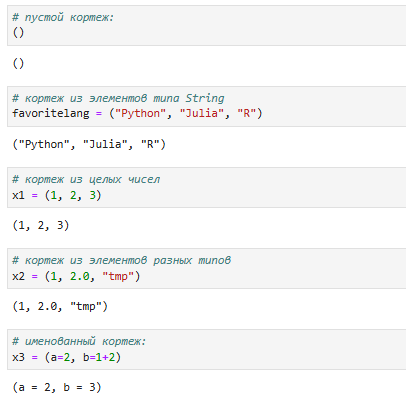 # пустой кортеж:
()
()
# кортеж из элементов типа String
favoritelang = ("Python", "Julia", "R")
("Python", "Julia", "R")
# кортеж из целых чисел
x1 = (1, 2, 3)
(1, 2, 3)
# кортеж из элементов разных типов
x2 = (1, 2.0, "tmp")
(1, 2.0, "tmp")
# именованный кортеж:
x3 = (a=2, b=1+2)
(a = 2, b = 3)